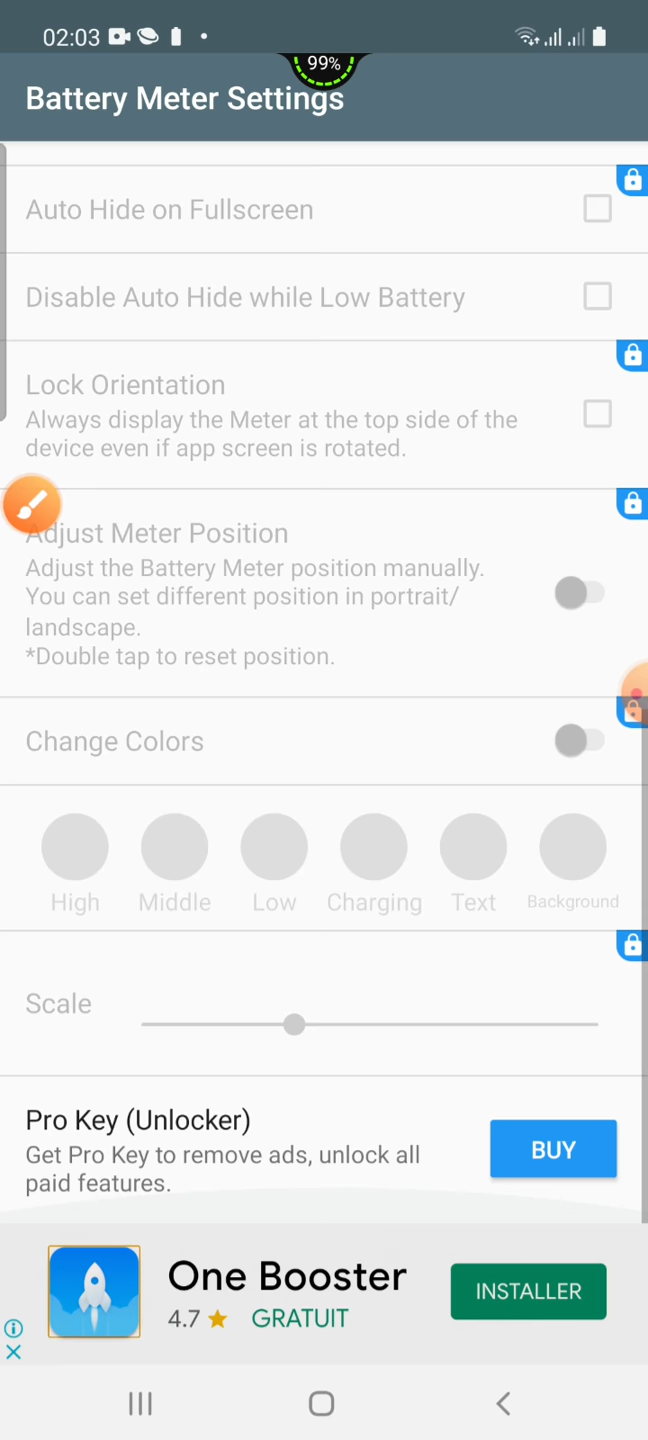 02:03
99%
Battery Meter Settings
Auto Hide on Fullscreen
Disable Auto Hide while Low Battery
Lock Orientation
Always display the Meter at the top side of the
device even if app screen is rotated.
Adjust Meter Position
Adjust the Battery Meter position manually.
You can set different position in portrait/
landscape.
*Double tap to reset position.
Change Colors
High Middle Low Charging Text Background
Scale
Pro Key (Unlocker)
Get Pro Key to remove ads, unlock all
paid features.
BUY
One Booster
4.7 ★ GRATUIT
INSTALLER